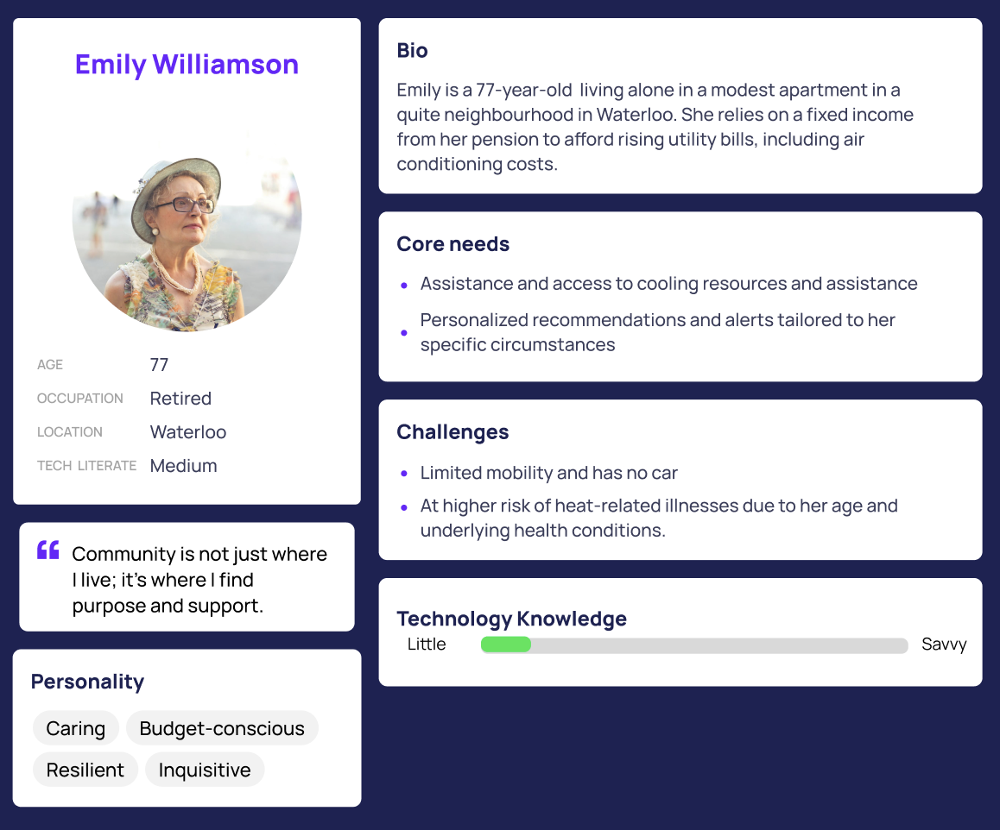 Emily Williamson
AGE 77
OCCUPATION Retired
LOCATION Waterloo
TECH LITERATE Medium
“ Community is not just where
I live; it’s where I find
purpose and support.
Personality
Caring Budget-conscious
Resilient Inquisitive
Bio
Emily is a 77-year-old living alone in a modest apartment in a
quite neighbourhood in Waterloo. She relies on a fixed income
from her pension to afford rising utility bills, including air
conditioning costs.
Core needs
• Assistance and access to cooling resources and assistance
• Personalized recommendations and alerts tailored to her
specific circumstances
Challenges
• Limited mobility and has no car
• At higher risk of heat-related illnesses due to her age and
underlying health conditions.
Technology Knowledge
Little Savvy